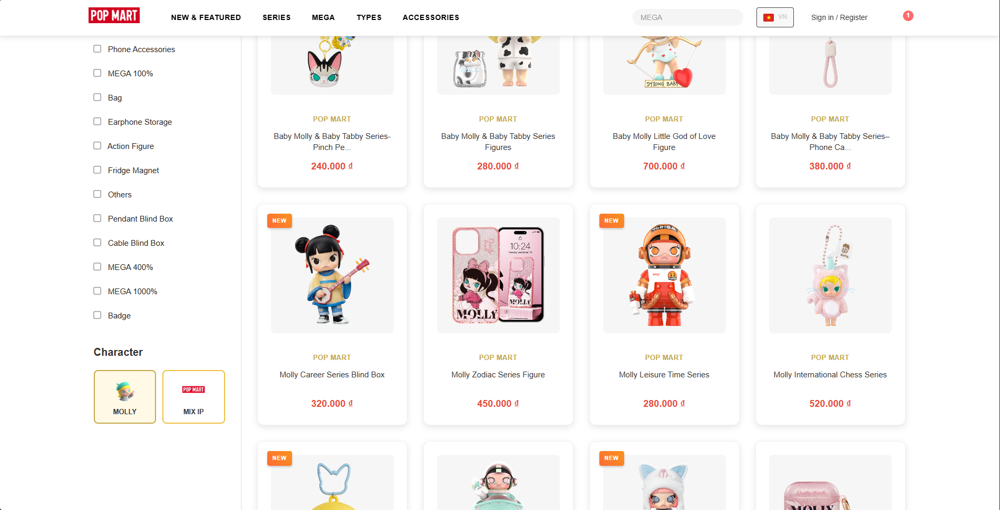 POP MART
NEW & FEATURED
SERIES
MEGA
TYPES
ACCESSORIES
MEGA
VN
Sign in / Register
1
Phone Accessories
MEGA 100%
Bag
Earphone Storage
Action Figure
Fridge Magnet
Others
Pendant Blind Box
Cable Blind Box
MEGA 400%
MEGA 1000%
Badge
Character
POP MART
MOLLY
MIX IP
STRONG BABY
POP MART
Baby Molly & Baby Tabby Series-
Pinch Pe...
240.000 ₫
POP MART
Baby Molly & Baby Tabby Series
Figures
280.000 ₫
POP MART
Baby Molly Little God of Love
Figure
700.000 ₫
POP MART
Baby Molly & Baby Tabby Series–
Phone Ca...
380.000 ₫
NEW
POP MART
Molly Career Series Blind Box
320.000 ₫
10:24
MOLLY
MOLLY
POP MART
Molly Zodiac Series Figure
450.000 ₫
NEW
POP MART
Molly Leisure Time Series
280.000 ₫
POP MART
Molly International Chess Series
520.000 ₫
NEW
NEW
MOLLY